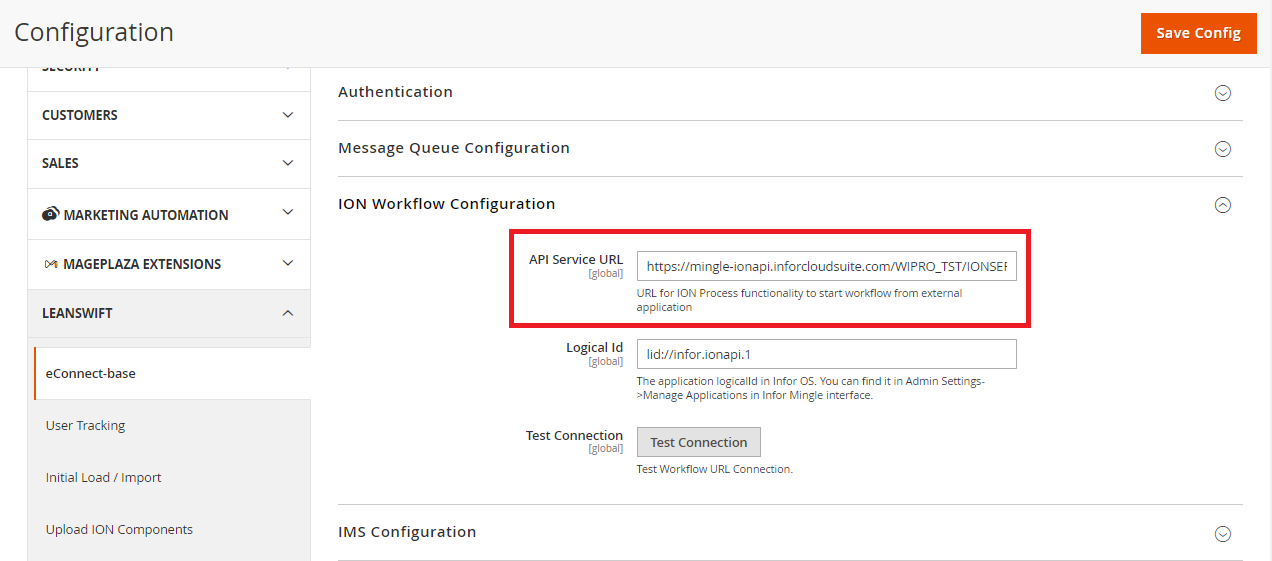 Configuration
Save Config
SECURITY
CUSTOMERS
SALES
MARKETING AUTOMATION
MAGEPLAZA EXTENSIONS
LEANSWIFT
eConnect-base
User Tracking
Initial Load / Import
Upload ION Components
Authentication
Message Queue Configuration
ION Workflow Configuration
API Service URL
[global]
https://mingle-ionapi.inforcloudsuite.com/WIPRO_TST/IONSER
URL for ION Process functionality to start workflow from external
application
Logical Id
[global]
lid://infor.ionapi.1
The application logicalId in Infor OS. You can find it in Admin Settings-
>Manage Applications in Infor Mingle interface.
Test Connection
[global]
Test Connection
Test Workflow URL Connection.
IMS Configuration